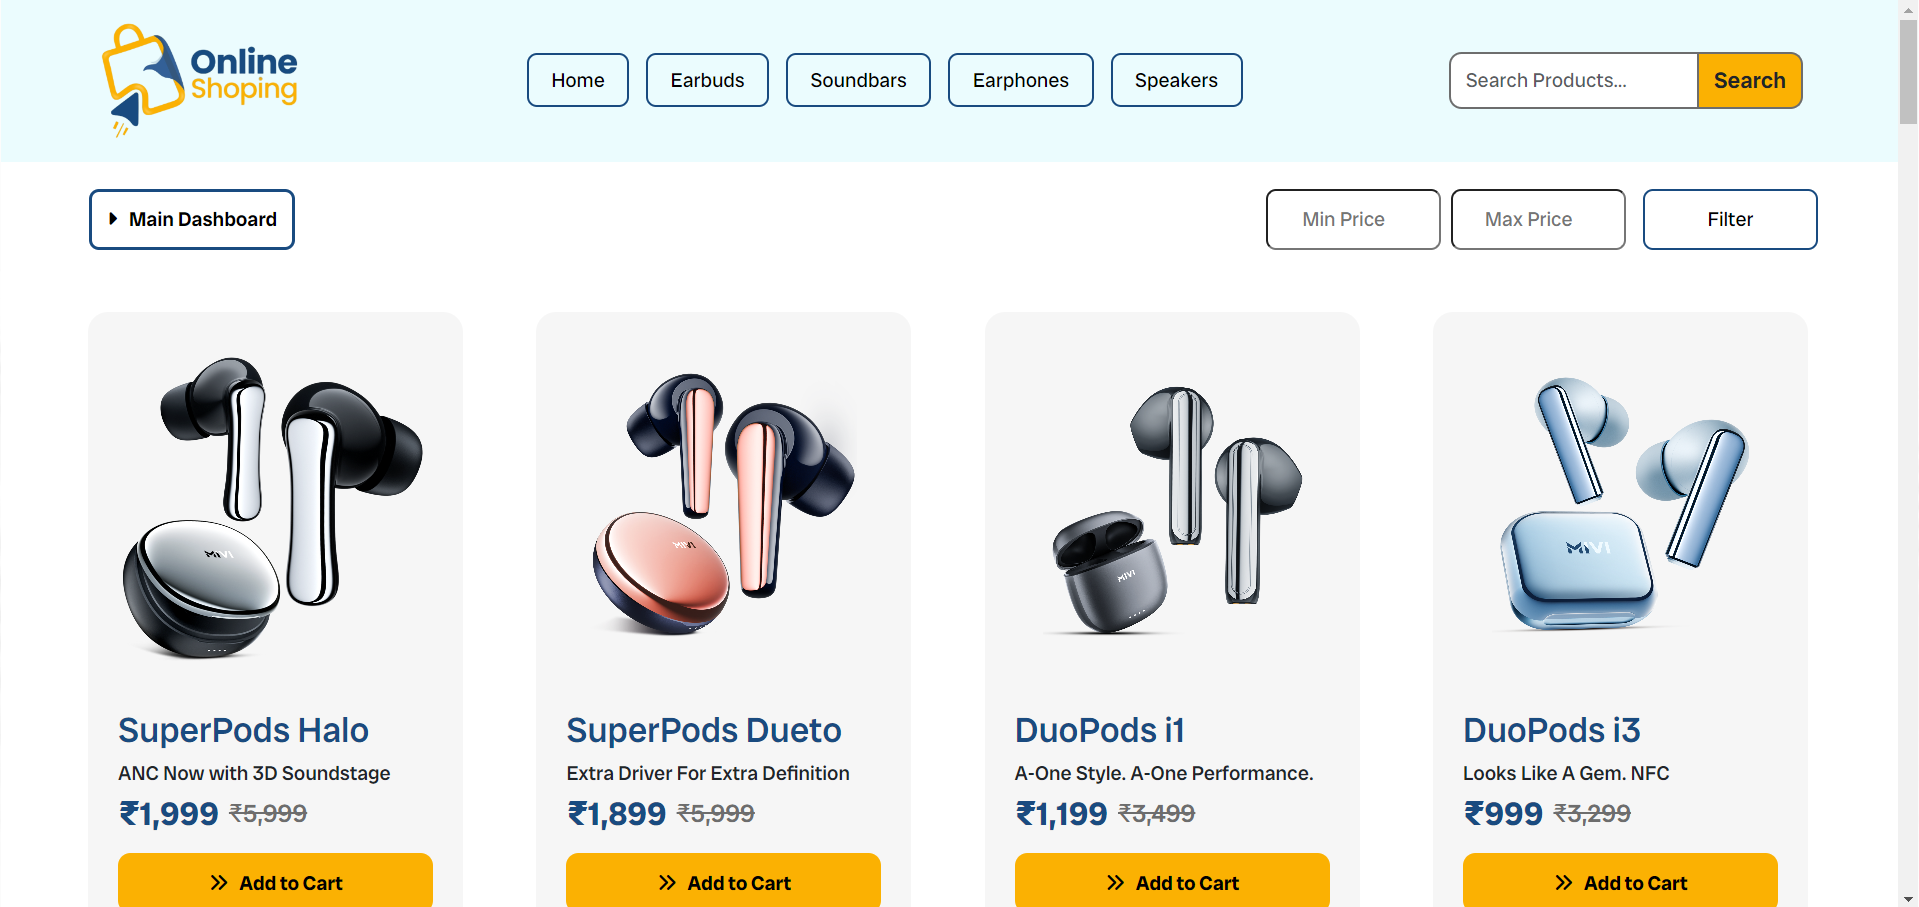 Online
Shoping
Home
Earbuds
Soundbars
Earphones
Speakers
Search Products...
Search
Main Dashboard
Min Price
Max Price
Filter
MIVI
MIVI
MIVI
MIVI
SuperPods Halo
ANC Now with 3D Soundstage
₹1,999 ₹5,999
Add to Cart
SuperPods Dueto
Extra Driver For Extra Definition
₹1,899 ₹5,999
Add to Cart
DuoPods i1
A-One Style. A-One Performance.
₹1,199 ₹3,499
Add to Cart
DuoPods i3
Looks Like A Gem. NFC
₹999 ₹3,299
Add to Cart